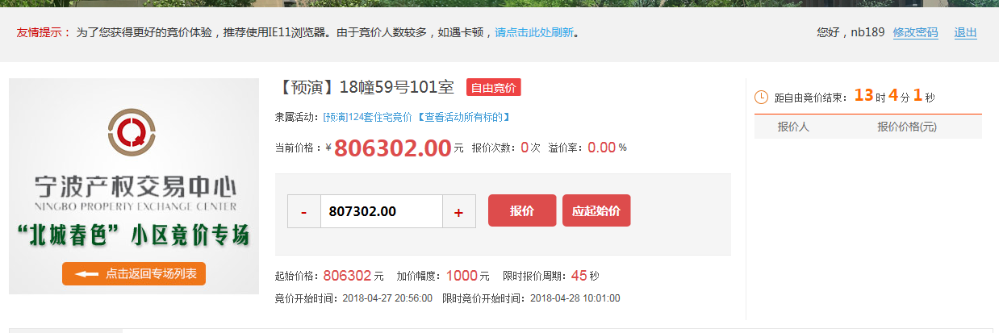 友情提示： 为了您获得更好的竞价体验，推荐使用IE11浏览器。由于竞价人数较多，如遇卡顿，请点击此处刷新。
您好，nb189 修改密码 退出
宁波产权交易中心
NINGBO PROPERTY EXCHANGE CENTER
“北城春色”小区竞价专场
点击返回专场列表
【预演】18幢59号101室 自由竞价
隶属活动：[预演]124套住宅竞价 【查看活动所有标的】
当前价格：¥ 806302.00 元 报价次数：0 次 溢价率：0.00 %
- 807302.00 + 报价 应起始价
起始价格：806302 元 加价幅度：1000 元 限时报价周期：45 秒
竞价开始时间：2018-04-27 20:56:00 限时竞价开始时间：2018-04-28 10:01:00
距自由竞价结束：13 时 4 分 1 秒
报价人 报价价格(元)